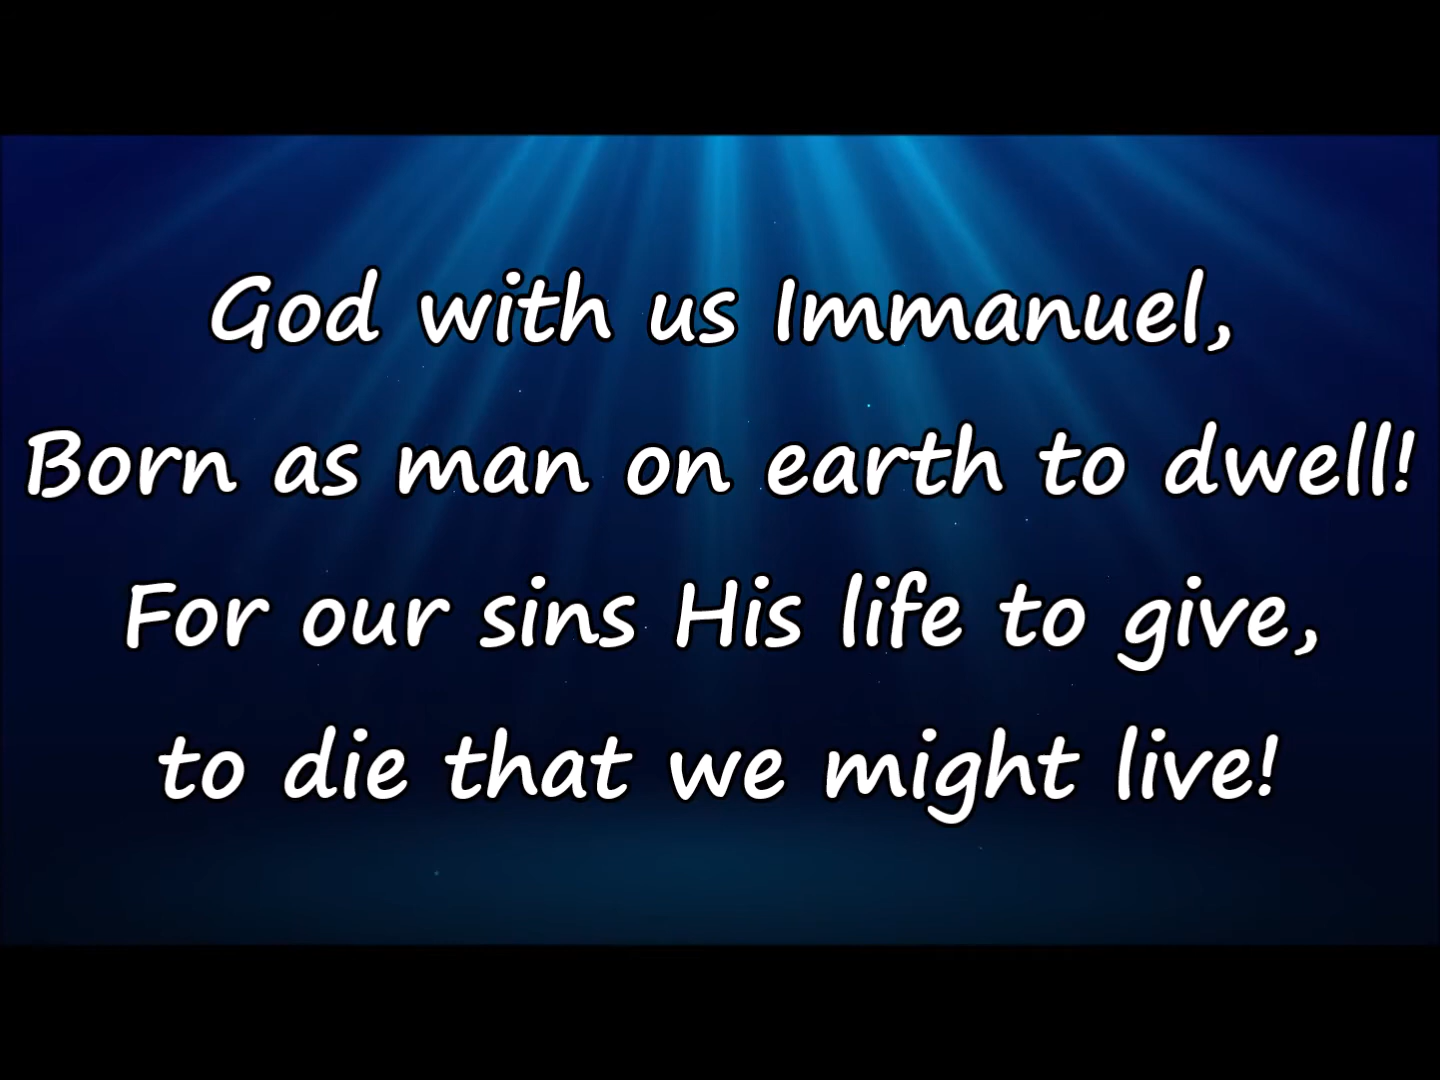 God with us Immanuel,
Born as man on earth to dwell!
For our sins His life to give,
to die that we might live!